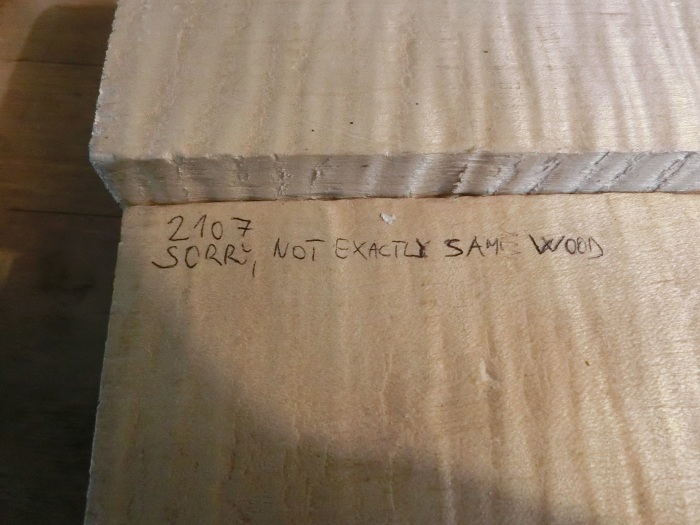 2107
SORRY, NOT EXACTLY SAME WOOD